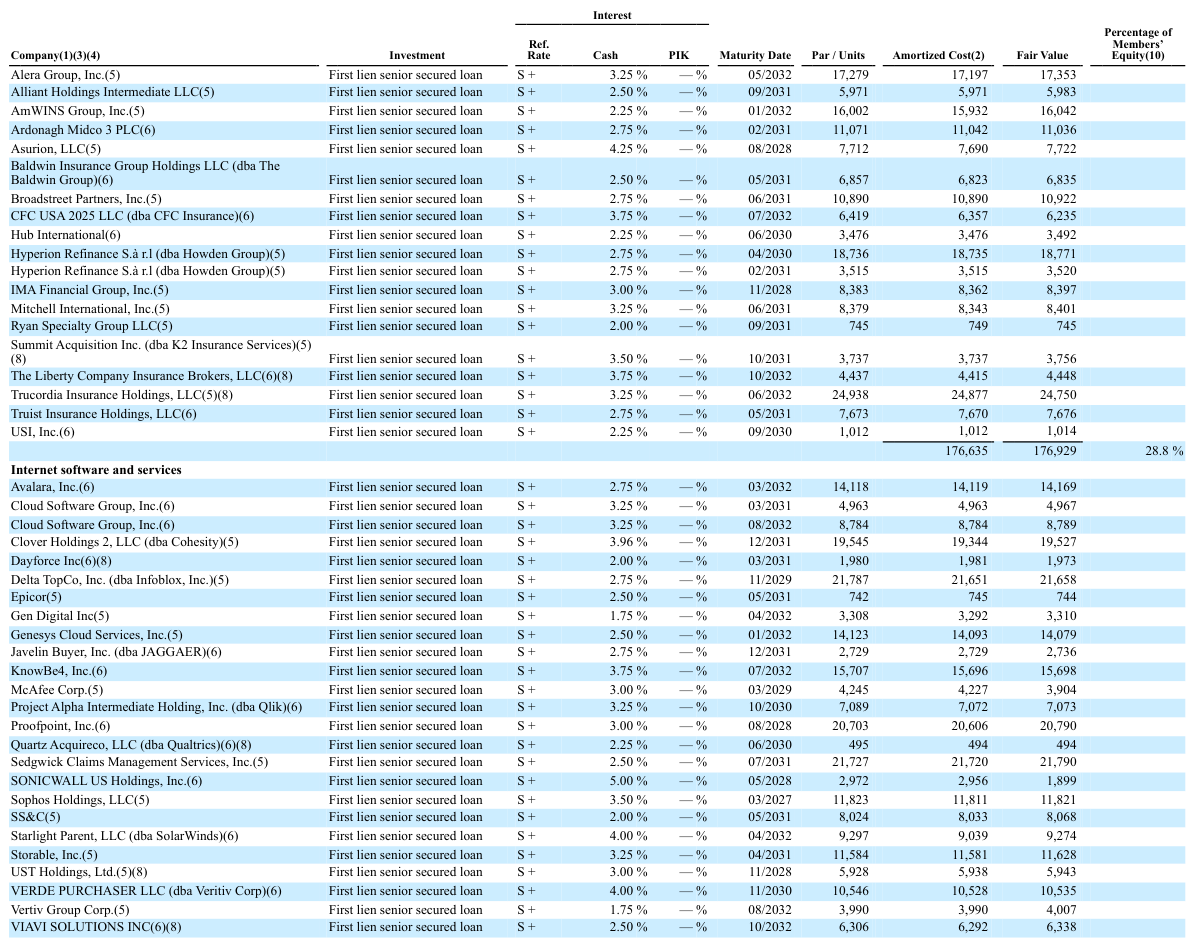 Interest
Company(1)(3)(4) Investment Ref. Rate Cash PIK Maturity Date Par / Units Amortized Cost(2) Fair Value Percentage of Members' Equity(10)
Alera Group, Inc.(5) First lien senior secured loan S + 3.25 % — % 05/2032 17,279 17,197 17,353
Alliant Holdings Intermediate LLC(5) First lien senior secured loan S + 2.50 % — % 09/2031 5,971 5,971 5,983
AmWINS Group, Inc.(5) First lien senior secured loan S + 2.25 % — % 01/2032 16,002 15,932 16,042
Ardonagh Midco 3 PLC(6) First lien senior secured loan S + 2.75 % — % 02/2031 11,071 11,042 11,036
Asurion, LLC(5) First lien senior secured loan S + 4.25 % — % 08/2028 7,712 7,690 7,722
Baldwin Insurance Group Holdings LLC (dba The
Baldwin Group)(6) First lien senior secured loan S + 2.50 % — % 05/2031 6,857 6,823 6,835
Broadstreet Partners, Inc.(5) First lien senior secured loan S + 2.75 % — % 06/2031 10,890 10,890 10,922
CFC USA 2025 LLC (dba CFC Insurance)(6) First lien senior secured loan S + 3.75 % — % 07/2032 6,419 6,357 6,235
Hub International(6) First lien senior secured loan S + 2.25 % — % 06/2030 3,476 3,476 3,492
Hyperion Refinance S.à r.l (dba Howden Group)(5) First lien senior secured loan S + 2.75 % — % 04/2030 18,736 18,735 18,771
Hyperion Refinance S.à r.l (dba Howden Group)(5) First lien senior secured loan S + 2.75 % — % 02/2031 3,515 3,515 3,520
IMA Financial Group, Inc.(5) First lien senior secured loan S + 3.00 % — % 11/2028 8,383 8,362 8,397
Mitchell International, Inc.(5) First lien senior secured loan S + 3.25 % — % 06/2031 8,379 8,343 8,401
Ryan Specialty Group LLC(5) First lien senior secured loan S + 2.00 % — % 09/2031 745 749 745
Summit Acquisition Inc. (dba K2 Insurance Services)(5)
(8) First lien senior secured loan S + 3.50 % — % 10/2031 3,737 3,737 3,756
The Liberty Company Insurance Brokers, LLC(6)(8) First lien senior secured loan S + 3.75 % — % 10/2032 4,437 4,415 4,448
Trucordia Insurance Holdings, LLC(5)(8) First lien senior secured loan S + 3.25 % — % 06/2032 24,938 24,877 24,750
Truist Insurance Holdings, LLC(6) First lien senior secured loan S + 2.75 % — % 05/2031 7,673 7,670 7,676
USI, Inc.(6) First lien senior secured loan S + 2.25 % — % 09/2030 1,012 1,012 1,014
176,635 176,929 28.8 %
Internet software and services
Avalara, Inc.(6) First lien senior secured loan S + 2.75 % — % 03/2032 14,118 14,119 14,169
Cloud Software Group, Inc.(6) First lien senior secured loan S + 3.25 % — % 03/2031 4,963 4,963 4,967
Cloud Software Group, Inc.(6) First lien senior secured loan S + 3.25 % — % 08/2032 8,784 8,784 8,789
Clover Holdings 2, LLC (dba Cohesity)(5) First lien senior secured loan S + 3.96 % — % 12/2031 19,545 19,344 19,527
Dayforce Inc(6)(8) First lien senior secured loan S + 2.00 % — % 03/2031 1,980 1,981 1,973
Delta TopCo, Inc. (dba Infoblox, Inc.)(5) First lien senior secured loan S + 2.75 % — % 11/2029 21,787 21,651 21,658
Epicor(5) First lien senior secured loan S + 2.50 % — % 05/2031 742 745 744
Gen Digital Inc(5) First lien senior secured loan S + 1.75 % — % 04/2032 3,308 3,292 3,310
Genesys Cloud Services, Inc.(5) First lien senior secured loan S + 2.50 % — % 01/2032 14,123 14,093 14,079
Javelin Buyer, Inc. (dba JAGGAER)(6) First lien senior secured loan S + 2.75 % — % 12/2031 2,729 2,729 2,736
KnowBe4, Inc.(6) First lien senior secured loan S + 3.75 % — % 07/2032 15,707 15,696 15,698
McAfee Corp.(5) First lien senior secured loan S + 3.00 % — % 03/2029 4,245 4,227 3,904
Project Alpha Intermediate Holding, Inc. (dba Qlik)(6) First lien senior secured loan S + 3.25 % — % 10/2030 7,089 7,072 7,073
Proofpoint, Inc.(6) First lien senior secured loan S + 3.00 % — % 08/2028 20,703 20,606 20,790
Quartz Acquireco, LLC (dba Qualtrics)(6)(8) First lien senior secured loan S + 2.25 % — % 06/2030 495 494 494
Sedgwick Claims Management Services, Inc.(5) First lien senior secured loan S + 2.50 % — % 07/2031 21,727 21,720 21,790
SONICWALL US Holdings, Inc.(6) First lien senior secured loan S + 5.00 % — % 05/2028 2,972 2,956 1,899
Sophos Holdings, LLC(5) First lien senior secured loan S + 3.50 % — % 03/2027 11,823 11,811 11,821
SS&C(5) First lien senior secured loan S + 2.00 % — % 05/2031 8,024 8,033 8,068
Starlight Parent, LLC (dba SolarWinds)(6) First lien senior secured loan S + 4.00 % — % 04/2032 9,297 9,039 9,274
Storable, Inc.(5) First lien senior secured loan S + 3.25 % — % 04/2031 11,584 11,581 11,628
UST Holdings, Ltd.(5)(8) First lien senior secured loan S + 3.00 % — % 11/2028 5,928 5,938 5,943
VERDE PURCHASER LLC (dba Veritiv Corp)(6) First lien senior secured loan S + 4.00 % — % 11/2030 10,546 10,528 10,535
Vertiv Group Corp.(5) First lien senior secured loan S + 1.75 % — % 08/2032 3,990 3,990 4,007
VIAVI SOLUTIONS INC(6)(8) First lien senior secured loan S + 2.50 % — % 10/2032 6,306 6,292 6,338